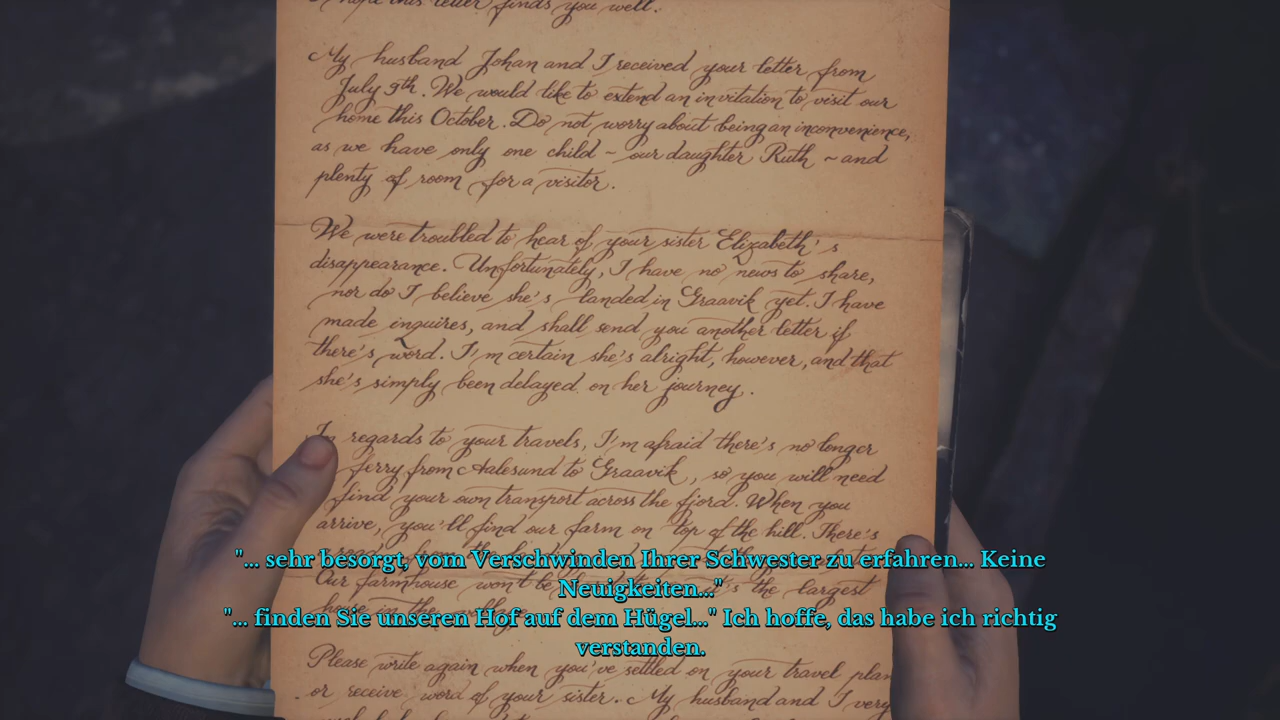 I hope this letter finds you well.
My husband Johan and I received your letter from
July 9th. We would like to extend an invitation to visit our
home this October. Do not worry about being an inconvenience,
as we have only one child ~ our daughter Ruth ~ and
plenty of room for a visitor.
We were troubled to hear of your sister Elizabeth's
disappearance. Unfortunately, I have no news to share,
nor do I believe she's landed in Graavik yet. I have
made inquires, and shall send you another letter if
there's word. I'm certain she's alright, however, and that
she's simply been delayed on her journey.
In regards to your travels, I'm afraid there's no longer
ferry from Aalesund to Graavik, so you will need
find your own transport across the fjord. When you
arrive, you'll find our farm on top of the hill. There's
"... sehr besorgt, vom Verschwinden Ihrer Schwester zu erfahren... Keine
Our farmhouse won't be it's the largest
Neuigkeiten..."
"... finden Sie unseren Hof auf dem Hügel..." Ich hoffe, das habe ich richtig
verstanden.
Please write again when you've settled on your travel plan
or receive word of your sister. My husband and I very